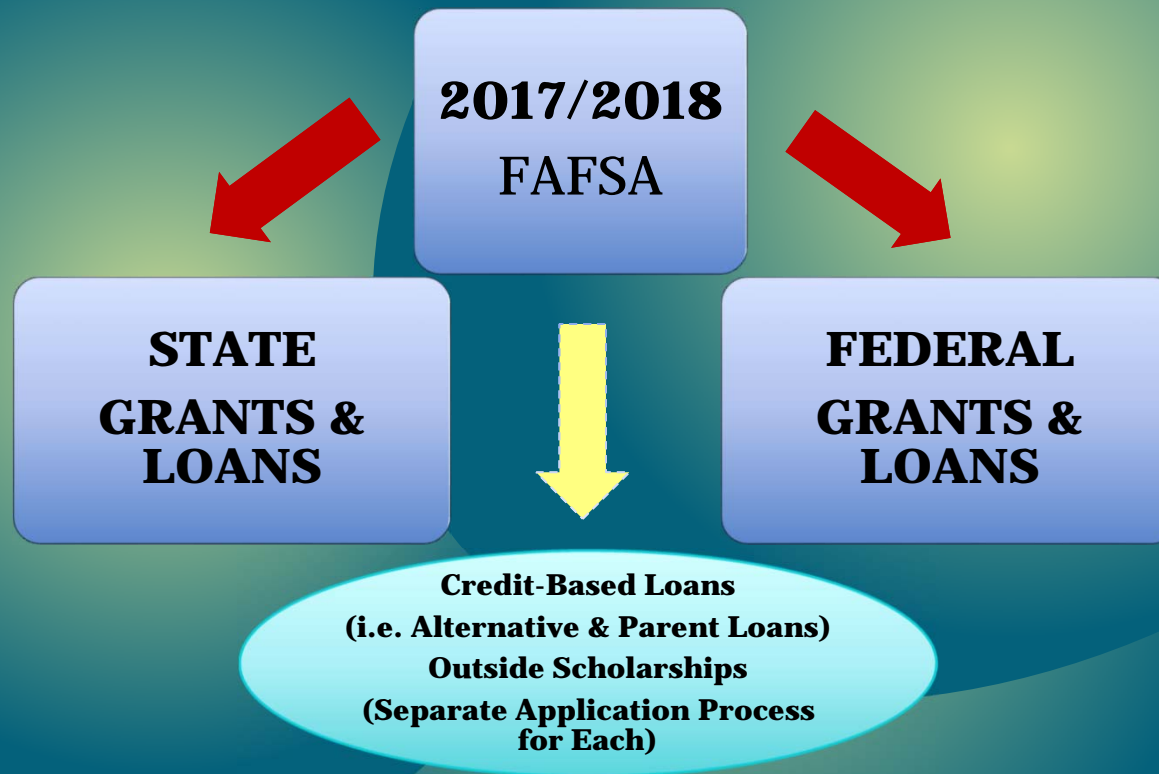 2017/2018
FAFSA
STATE
GRANTS &
LOANS
FEDERAL
GRANTS &
LOANS
Credit-Based Loans
(i.e. Alternative & Parent Loans)
Outside Scholarships
(Separate Application Process
for Each)